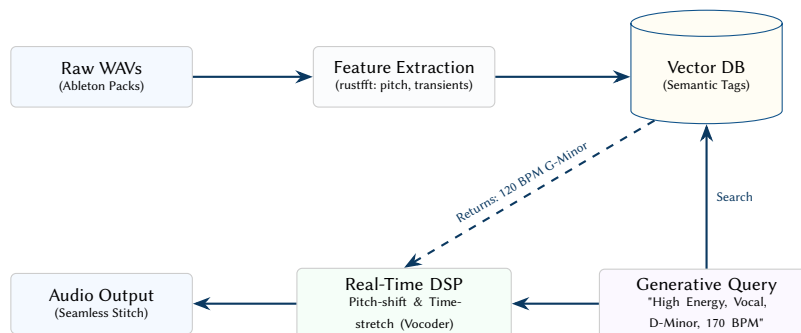 Raw WAVs
(Ableton Packs)
Feature Extraction
(rustfft: pitch, transients)
Vector DB
(Semantic Tags)
Returns: 120 BPM G-Minor
Search
Audio Output
(Seamless Stitch)
Real-Time DSP
Pitch-shift & Time-
stretch (Vocoder)
Generative Query
"High Energy, Vocal,
D-Minor, 170 BPM"